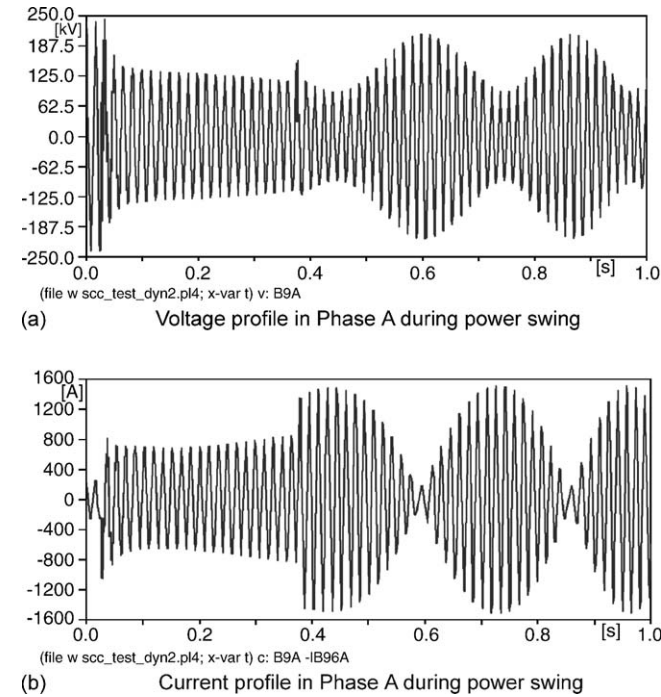 250.0
[kV]
187.5
125.0
62.5
0.0
-62.5
-125.0
-187.5
-250.0
0.0 0.2 0.4 0.6 0.8 [s] 1.0
(file w scc_test_dyn2.pl4; x-var t) v: B9A
(a) Voltage profile in Phase A during power swing
1600
[A]
1200
800
400
0
-400
-800
-1200
-1600
0.0 0.2 0.4 0.6 0.8 [s] 1.0
(file w scc_test_dyn2.pl4; x-var t) c: B9A -IB96A
(b) Current profile in Phase A during power swing